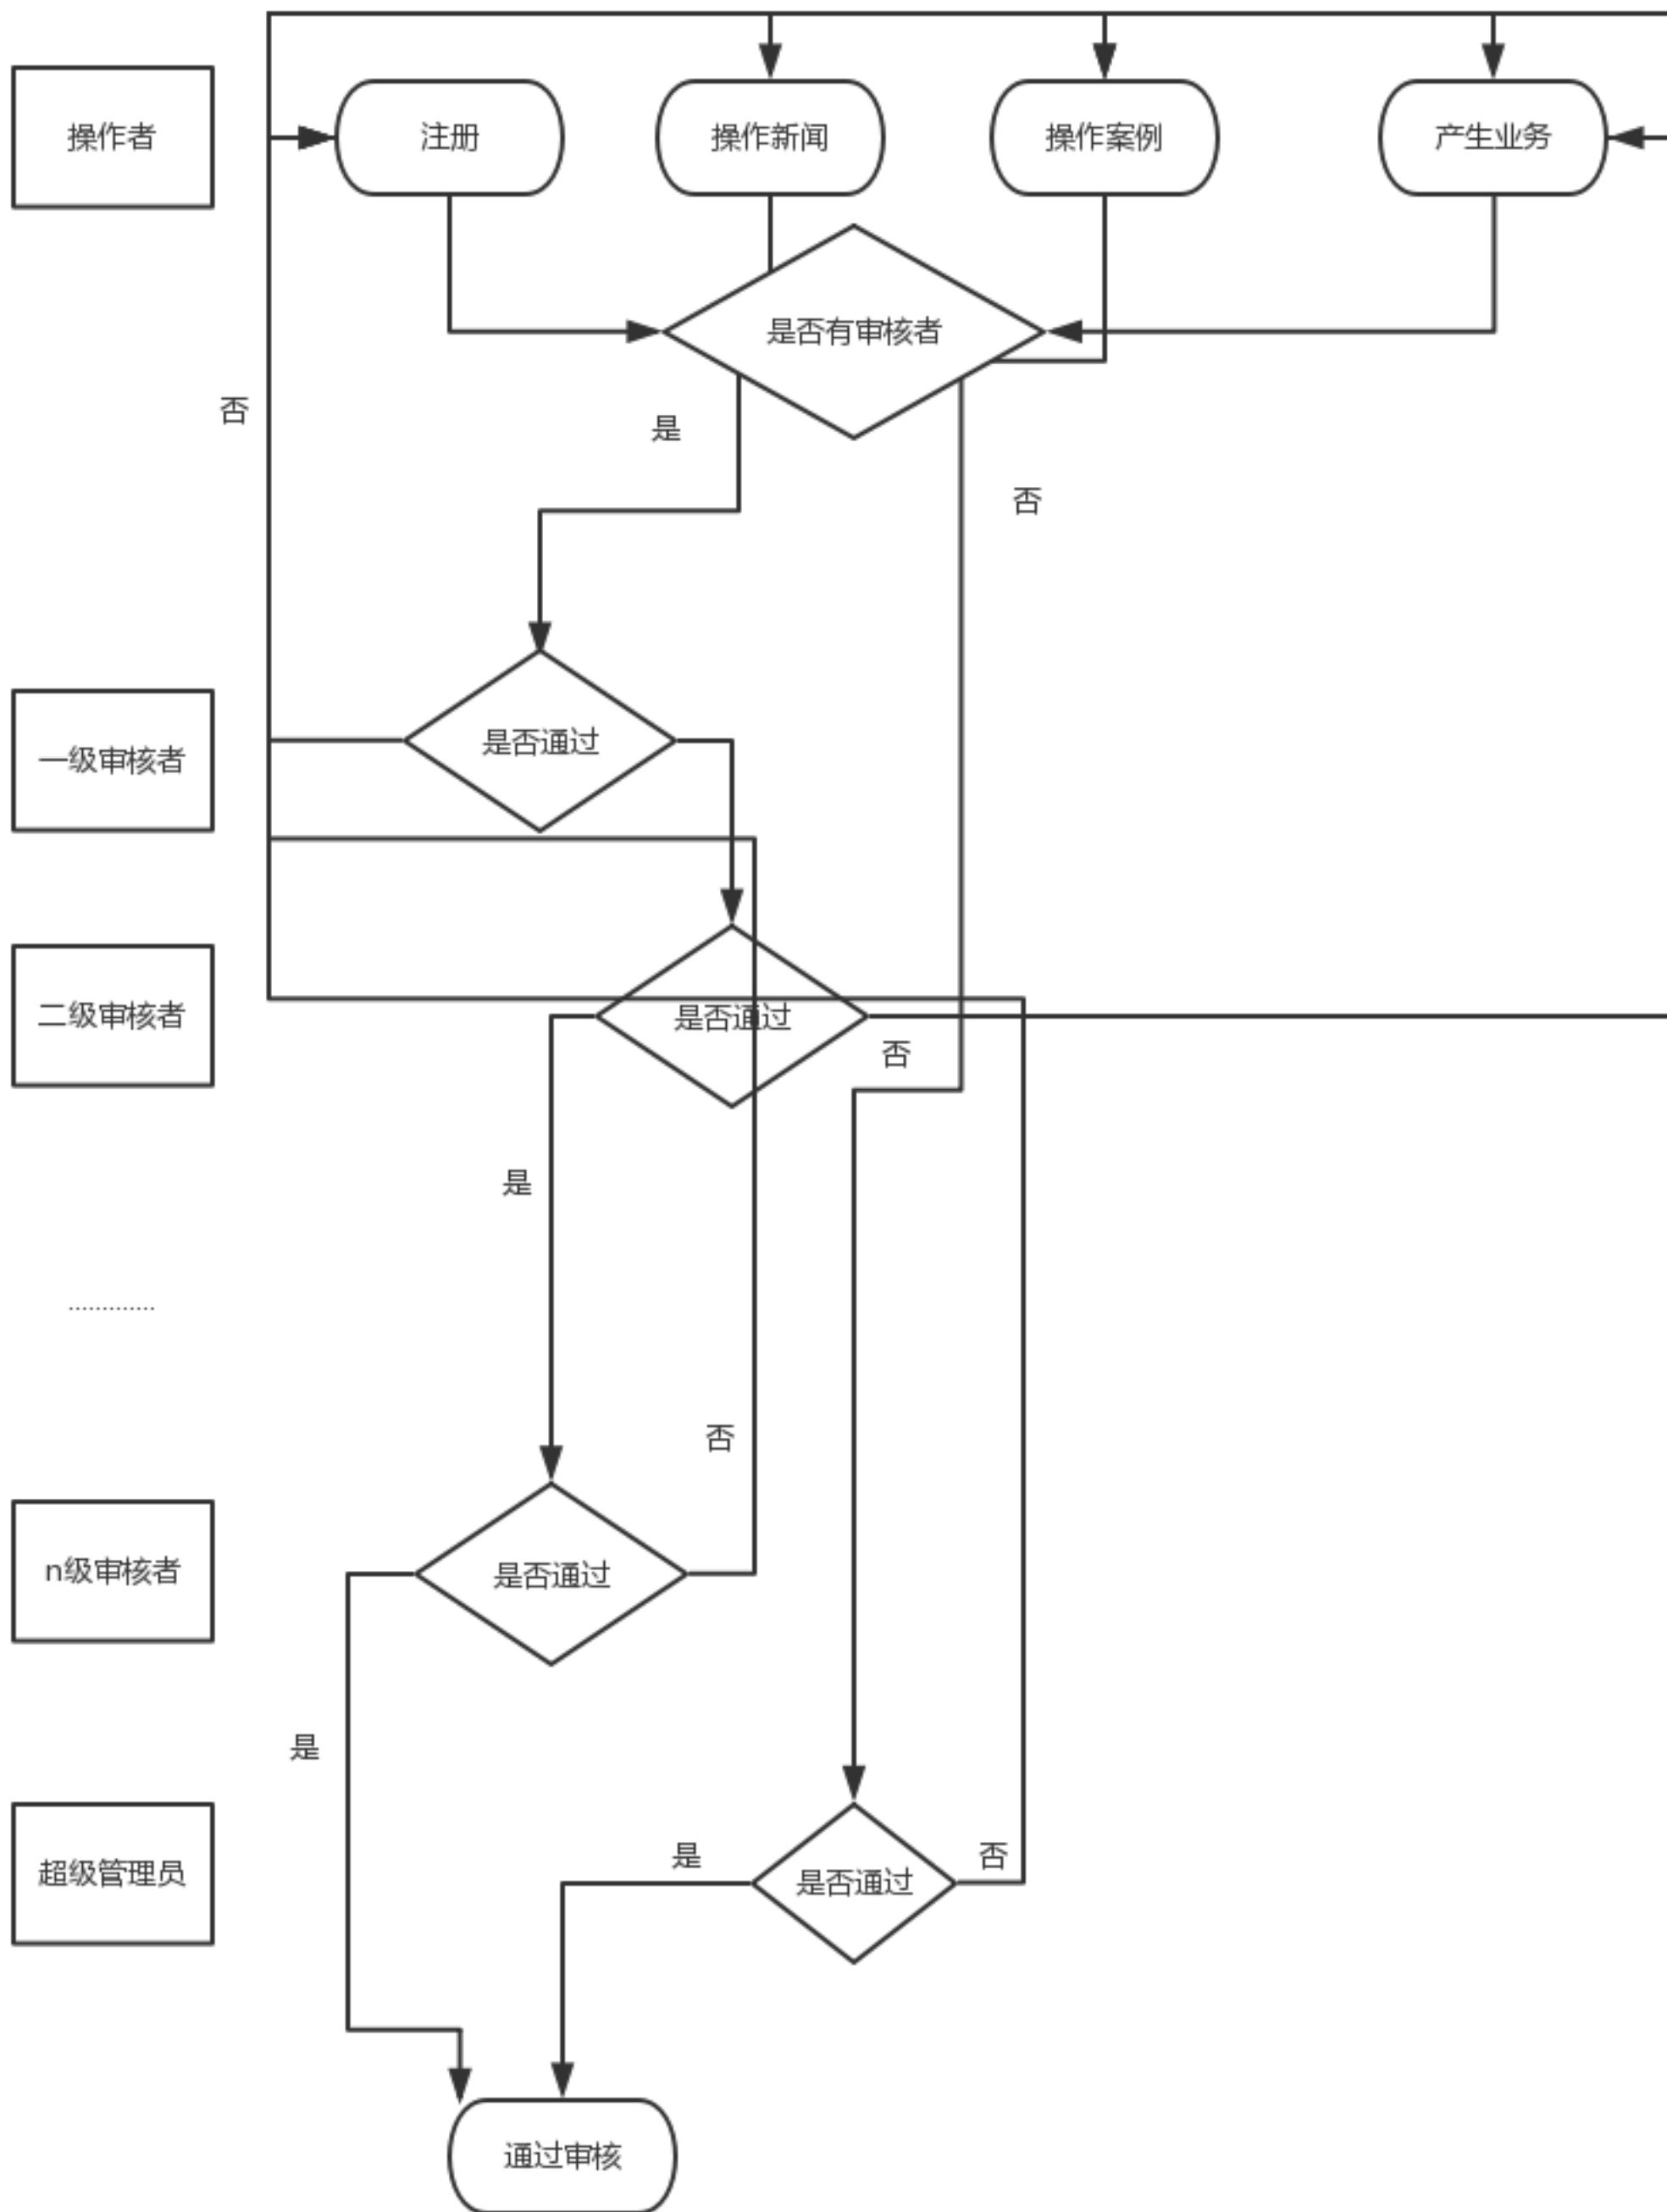 操作者
注册
操作新闻
操作案例
产生业务
是否有审核者
否
是
否
一级审核者
是否通过
二级审核者
是否通过
否
是
.............
否
n级审核者
是否通过
是
超级管理员
是
是否通过
否
通过审核